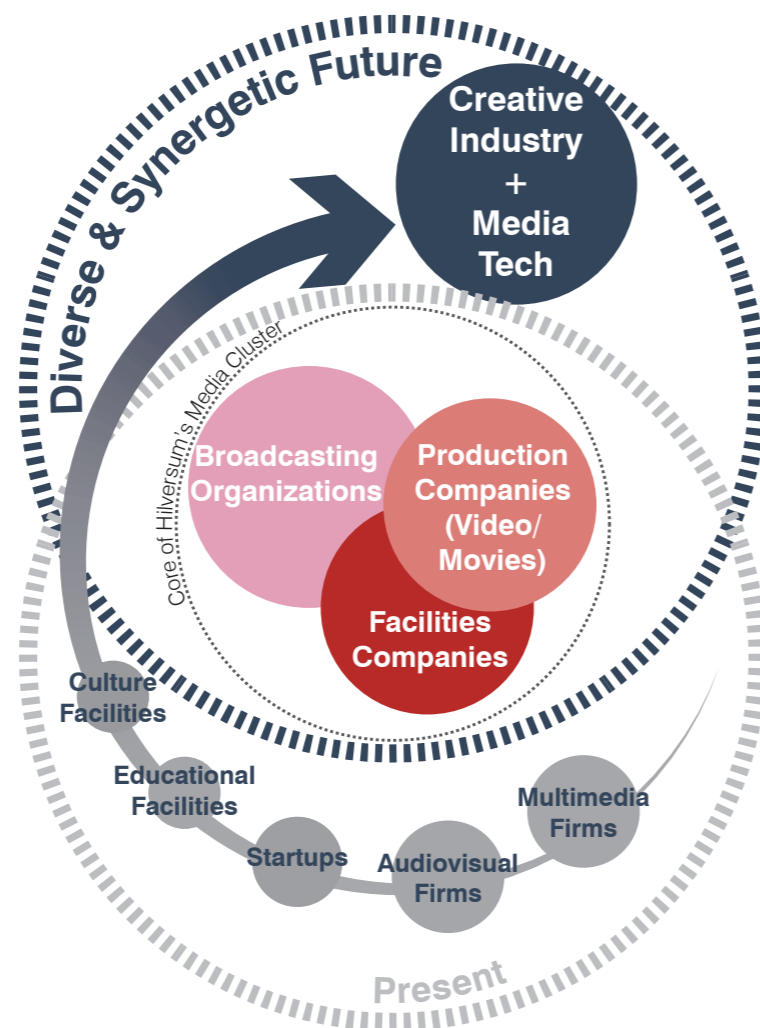 Diverse & Synergetic Future
Creative
Industry
+
Media
Tech
Core of Hilversum's Media Cluster
Broadcasting
Organizations
Production
Companies
(Video/
Movies)
Facilities
Companies
Culture
Facilities
Educational
Facilities
Startups
Audiovisual
Firms
Multimedia
Firms
Present